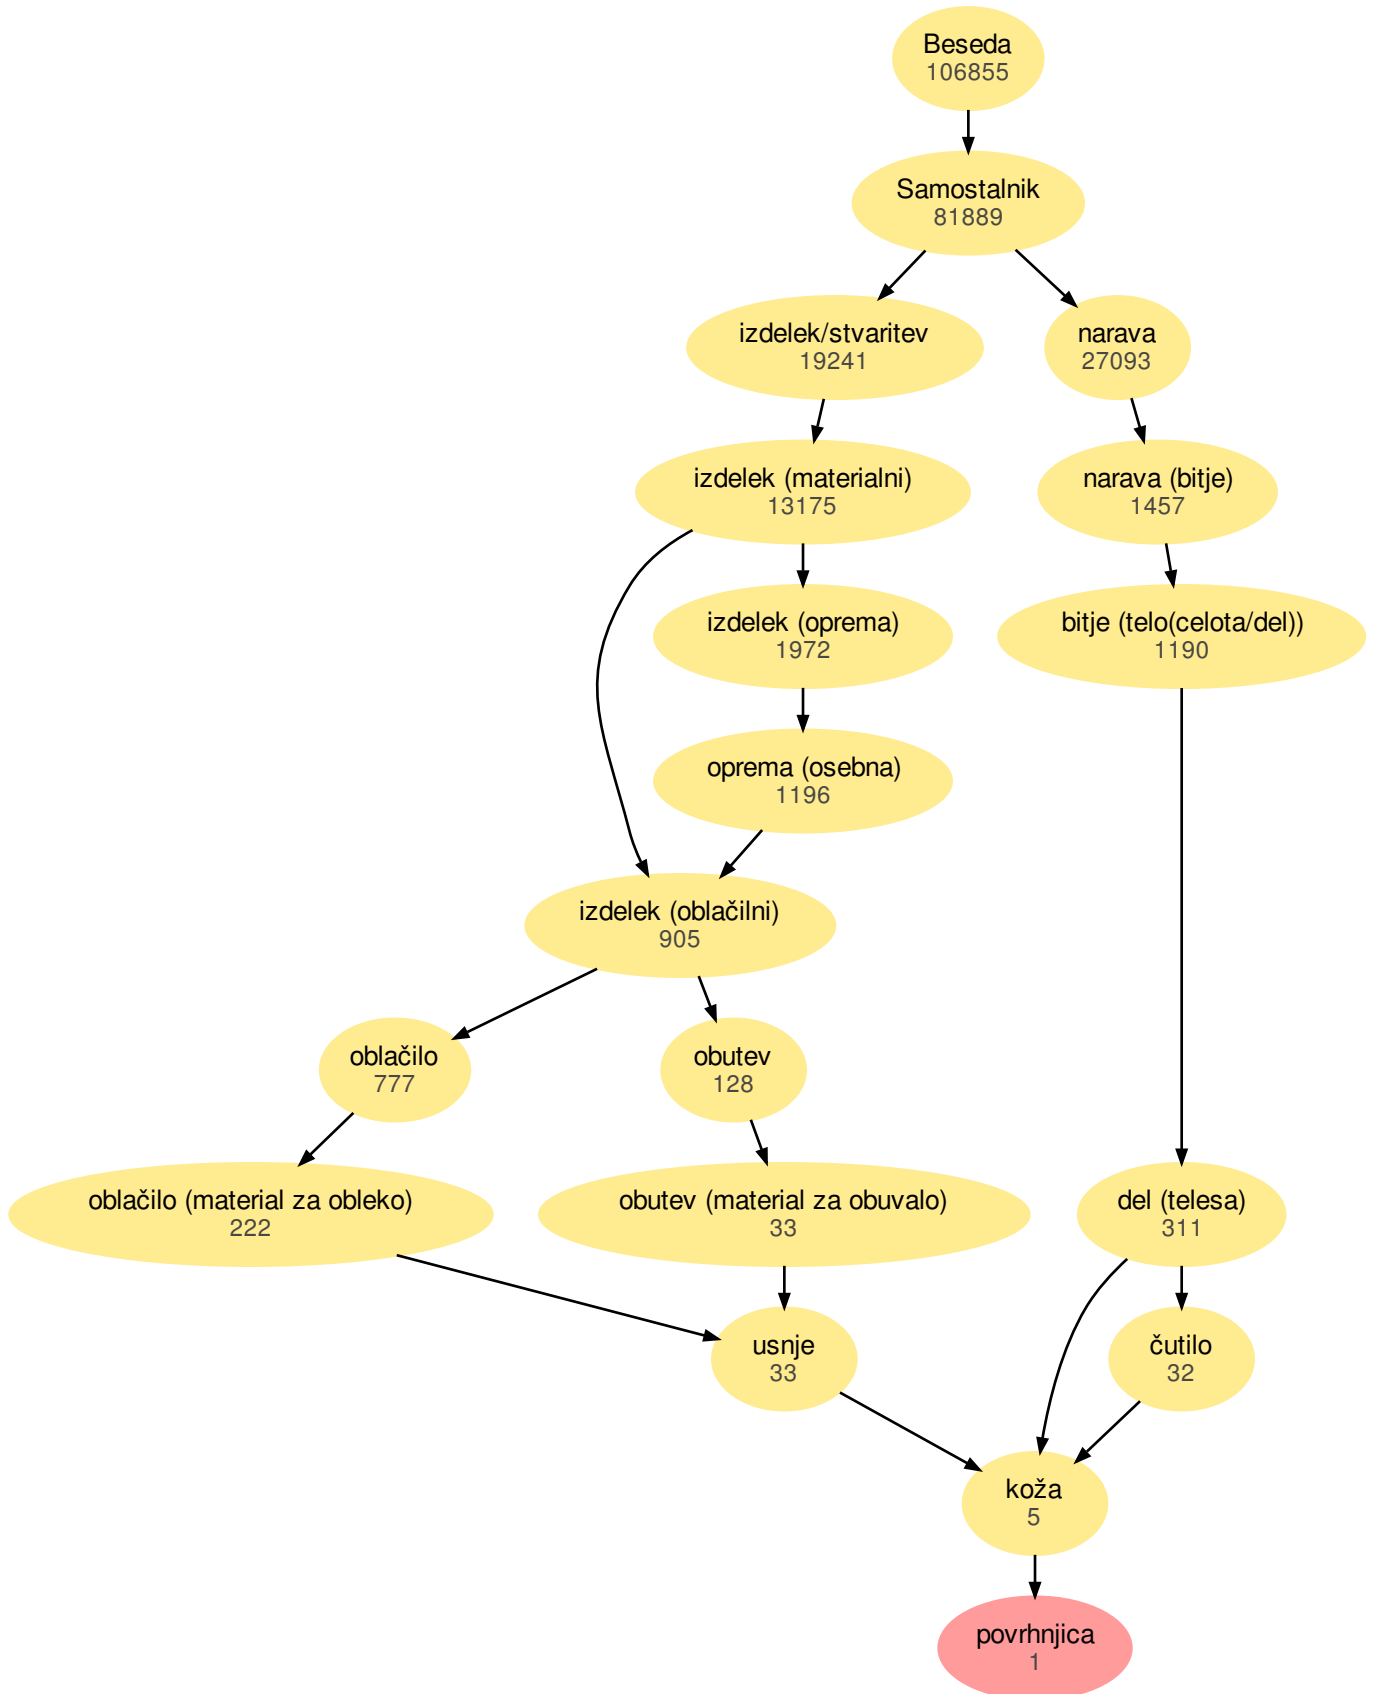 Beseda
106855
Samostalnik
81889
izdelek/stvaritev
19241
narava
27093
izdelek (materialni)
13175
narava (bitje)
1457
izdelek (oprema)
1972
bitje (telo(celota/del))
1190
oprema (osebna)
1196
izdelek (oblačilni)
905
oblačilo
777
obutev
128
oblačilo (material za obleko)
222
obutev (material za obuvalo)
33
del (telesa)
311
usnje
33
čutilo
32
koža
5
povrhnjica
1